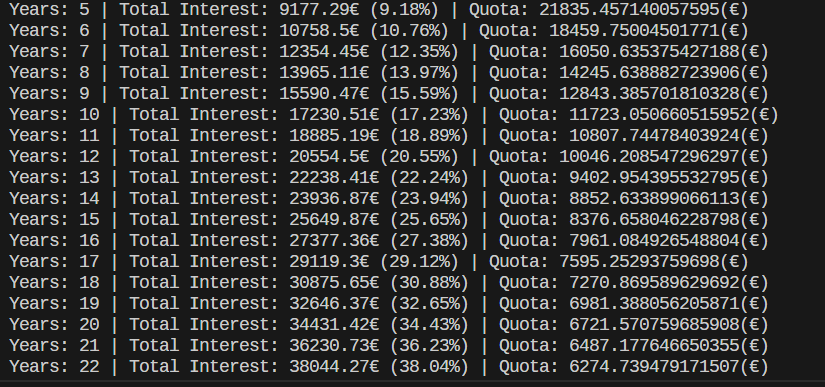 Years: 5 | Total Interest: 9177.29€ (9.18%) | Quota: 21835.457140057595(€)
Years: 6 | Total Interest: 10758.5€ (10.76%) | Quota: 18459.75004501771(€)
Years: 7 | Total Interest: 12354.45€ (12.35%) | Quota: 16050.635375427188(€)
Years: 8 | Total Interest: 13965.11€ (13.97%) | Quota: 14245.638882723906(€)
Years: 9 | Total Interest: 15590.47€ (15.59%) | Quota: 12843.385701810328(€)
Years: 10 | Total Interest: 17230.51€ (17.23%) | Quota: 11723.050660515952(€)
Years: 11 | Total Interest: 18885.19€ (18.89%) | Quota: 10807.74478403924(€)
Years: 12 | Total Interest: 20554.5€ (20.55%) | Quota: 10046.208547296297(€)
Years: 13 | Total Interest: 22238.41€ (22.24%) | Quota: 9402.954395532795(€)
Years: 14 | Total Interest: 23936.87€ (23.94%) | Quota: 8852.633899066113(€)
Years: 15 | Total Interest: 25649.87€ (25.65%) | Quota: 8376.658046228798(€)
Years: 16 | Total Interest: 27377.36€ (27.38%) | Quota: 7961.084926548804(€)
Years: 17 | Total Interest: 29119.3€ (29.12%) | Quota: 7595.25293759698(€)
Years: 18 | Total Interest: 30875.65€ (30.88%) | Quota: 7270.869589629692(€)
Years: 19 | Total Interest: 32646.37€ (32.65%) | Quota: 6981.388056205871(€)
Years: 20 | Total Interest: 34431.42€ (34.43%) | Quota: 6721.570759685908(€)
Years: 21 | Total Interest: 36230.73€ (36.23%) | Quota: 6487.177646650355(€)
Years: 22 | Total Interest: 38044.27€ (38.04%) | Quota: 6274.739479171507(€)